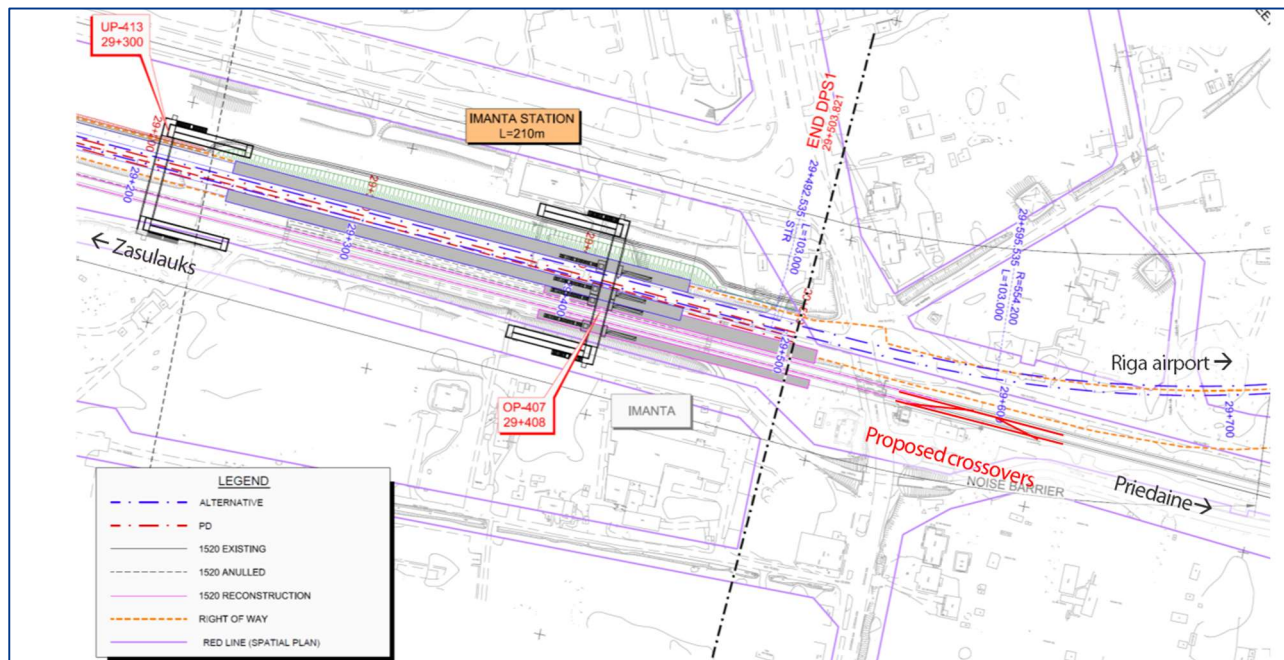 UP-413
29+300
IMANTA STATION
L=210m
END DPS1
29+503.821
29+492.535 L=103.000
STR
29+200
29+300
← Zasulauks
29+400
29+500
29+595.535 R=554.200
L=103.000
Riga airport →
29+600
29+700
OP-407
29+408
IMANTA
Proposed crossovers
NOISE BARRIER
Priedaine →
LEGEND
ALTERNATIVE
PD
1520 EXISTING
1520 ANULLED
1520 RECONSTRUCTION
RIGHT OF WAY
RED LINE (SPATIAL PLAN)